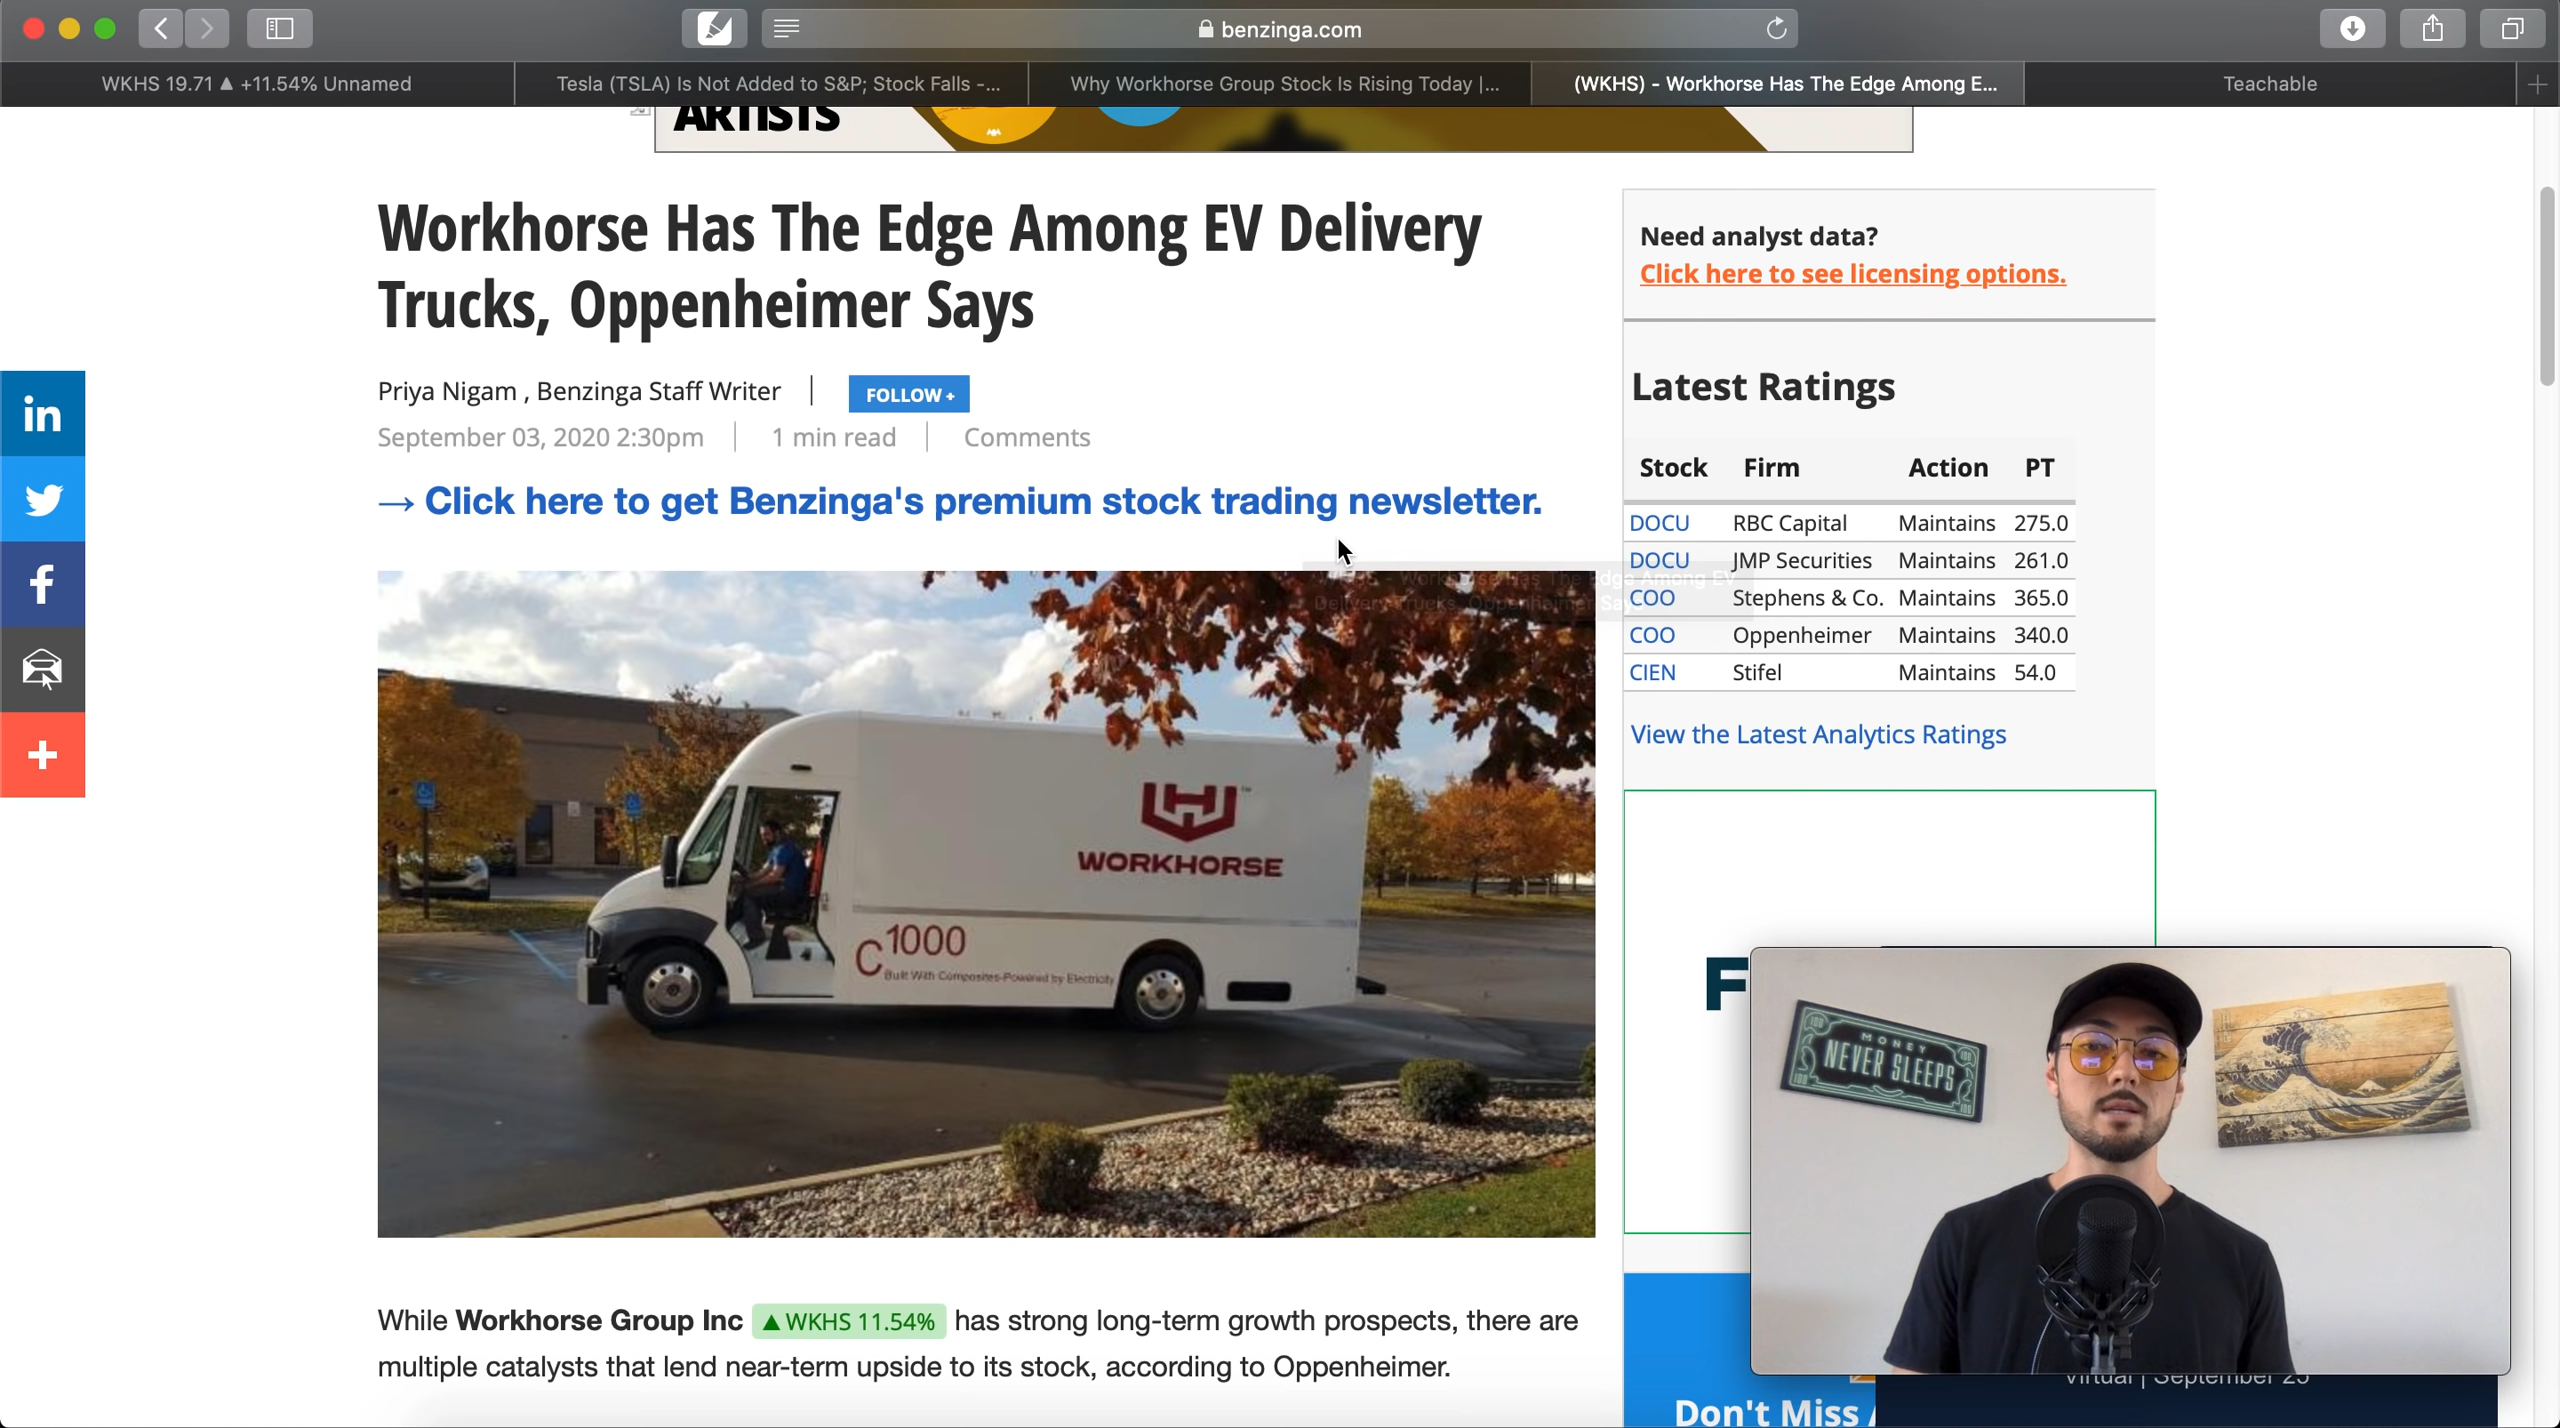 benzinga.com
WKHS 19.71 ▲ +11.54% Unnamed
Tesla (TSLA) Is Not Added to S&P; Stock Falls -...
Why Workhorse Group Stock Is Rising Today |...
(WKHS) - Workhorse Has The Edge Among E...
Teachable
ARTISTS
Workhorse Has The Edge Among EV Delivery
Trucks, Oppenheimer Says
Priya Nigam , Benzinga Staff Writer
FOLLOW +
September 03, 2020 2:30pm
1 min read
Comments
→ Click here to get Benzinga's premium stock trading newsletter.
WORKHORSE
C1000
Built With Composites-Powered by Electricity
While Workhorse Group Inc ▲ WKHS 11.54% has strong long-term growth prospects, there are
multiple catalysts that lend near-term upside to its stock, according to Oppenheimer.
Need analyst data?
Click here to see licensing options.
Latest Ratings
Stock Firm Action PT
DOCU RBC Capital Maintains 275.0
DOCU JMP Securities Maintains 261.0
COO Stephens & Co. Maintains 365.0
COO Oppenheimer Maintains 340.0
CIEN Stifel Maintains 54.0
View the Latest Analytics Ratings
F
MONEY
NEVER SLEEPS
Virtual | September 25
Don't Miss